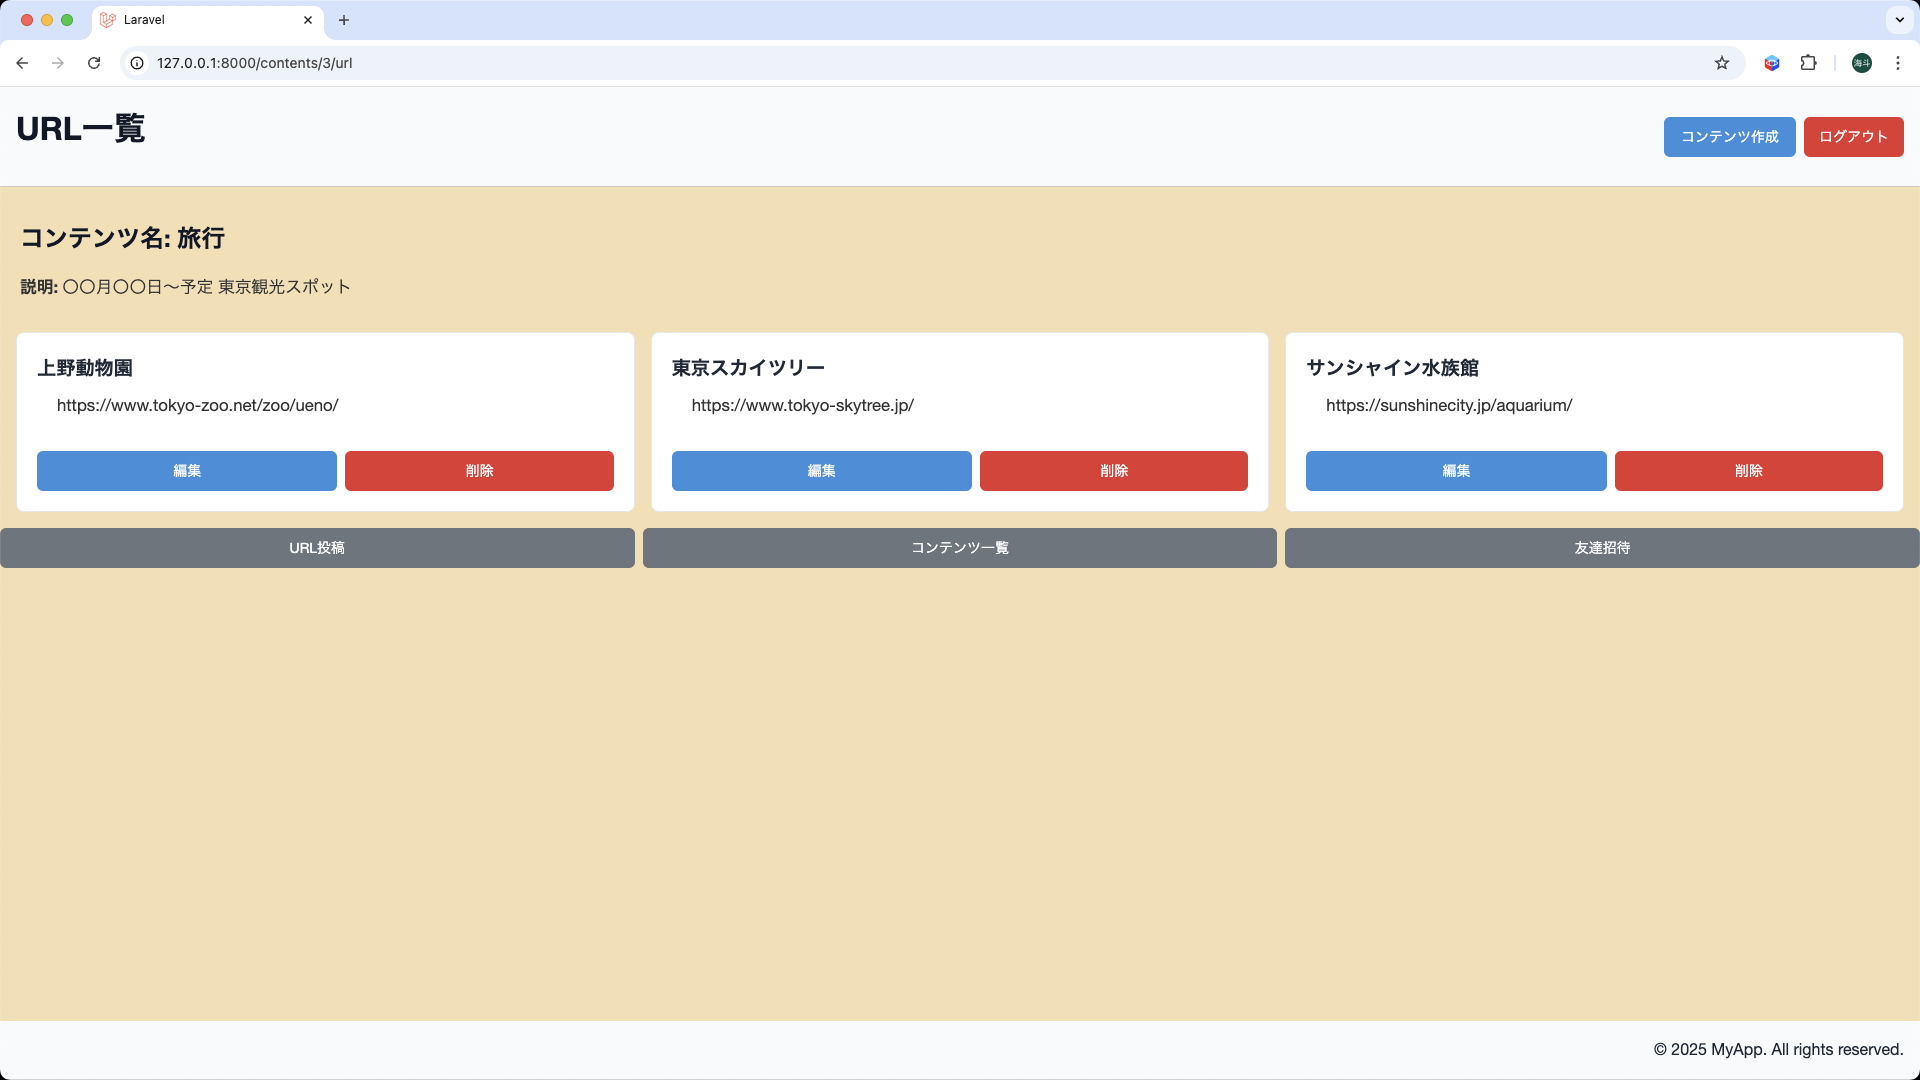 Laravel
127.0.0.1:8000/contents/3/url
海斗
URL一覧
コンテンツ作成
ログアウト
コンテンツ名: 旅行
説明: 〇〇月〇〇日〜予定 東京観光スポット
上野動物園
https://www.tokyo-zoo.net/zoo/ueno/
編集
削除
東京スカイツリー
https://www.tokyo-skytree.jp/
編集
削除
サンシャイン水族館
https://sunshinecity.jp/aquarium/
編集
削除
URL投稿
コンテンツ一覧
友達招待
© 2025 MyApp. All rights reserved.